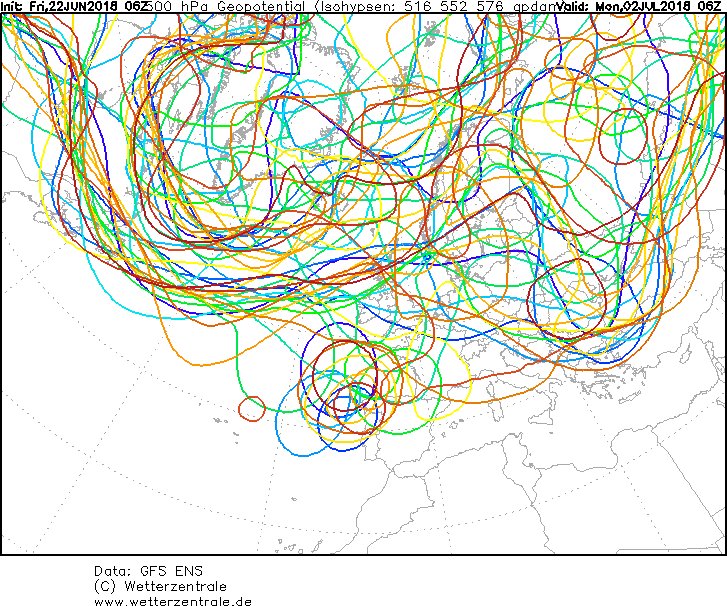 Init: Fri,22JUN2018 06Z 500 hPa Geopotential (Isohypsen: 516 552 576 gpdam) Valid: Mon,02JUL2018 06Z
Data: GFS ENS
(C) Wetterzentrale
www.wetterzentrale.de